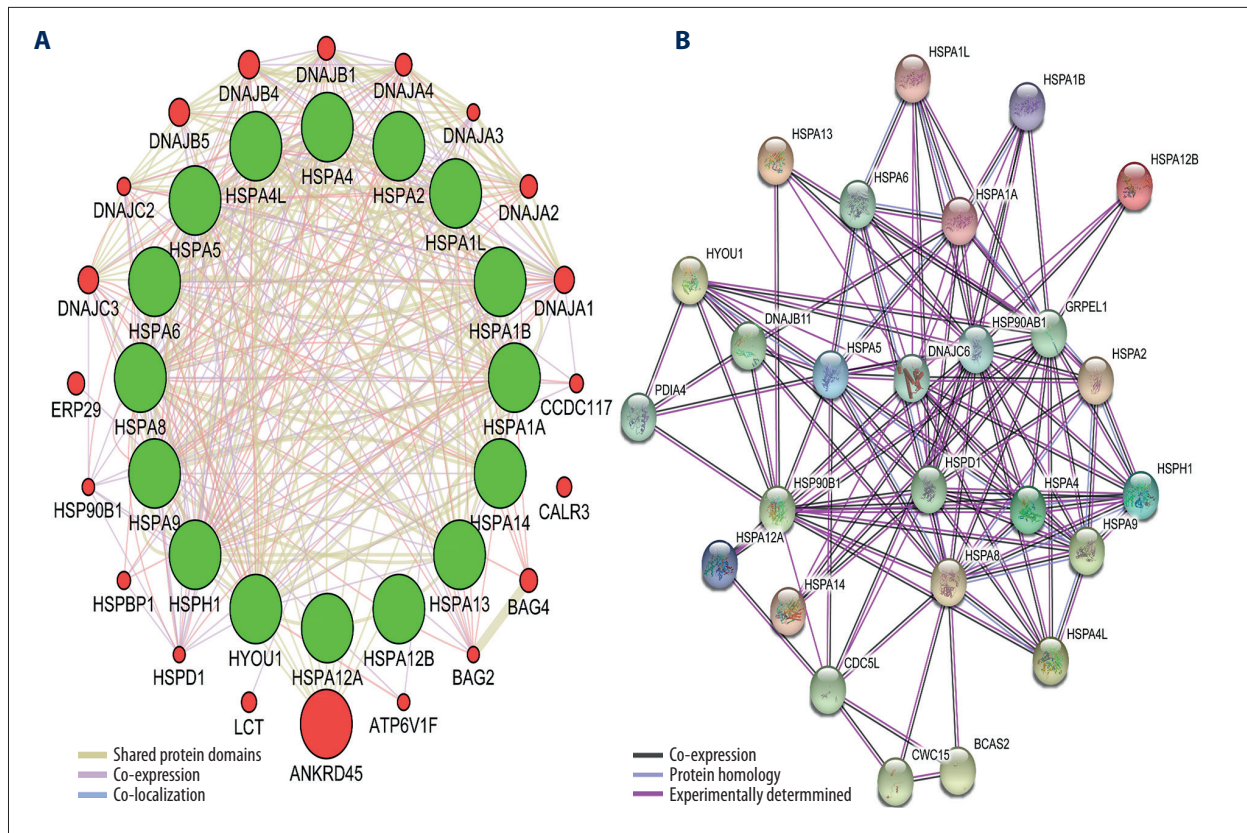 A
B
DNAJB1
DNAJB4
DNAJA4
DNAJA3
DNAJB5
HSPA4
HSPA4L
HSPA2
DNAJC2
DNAJA2
HSPA5
HSPA1L
DNAJC3
DNAJA1
HSPA6
HSPA1B
ERP29
CCDC117
HSPA8
HSPA1A
HSP90B1
CALR3
HSPA9
HSPA14
HSPBP1
BAG4
HSPH1
HSPA13
HSPD1
BAG2
HYOU1
HSPA12A
HSPA12B
LCT
ATP6V1F
ANKRD45
Shared protein domains
Co-expression
Co-localization
HSPA1L
HSPA1B
HSPA13
HSPA12B
HSPA6
HSPA1A
HYOU1
GRPEL1
DNAJB11
HSP90AB1
HSPA5
DNAJC6
HSPA2
PDIA4
HSPD1
HSP90B1
HSPA4
HSPH1
HSPA9
HSPA12A
HSPA8
HSPA14
HSPA4L
CDC5L
CWC15
BCAS2
Co-expression
Protein homology
Experimentally determmined